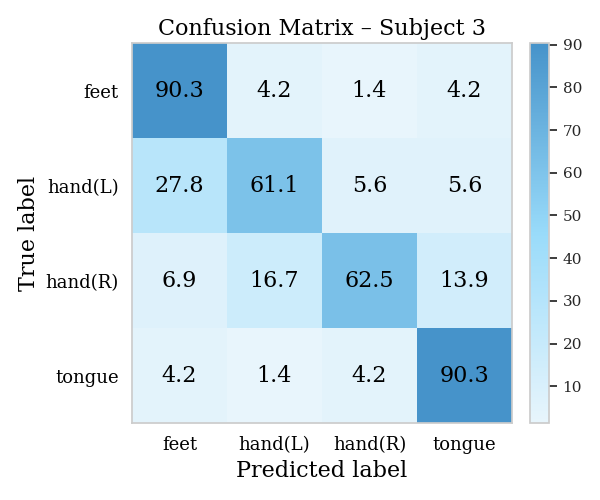 Confusion Matrix – Subject 3
True label
feet 90.3 4.2 1.4 4.2
hand(L) 27.8 61.1 5.6 5.6
hand(R) 6.9 16.7 62.5 13.9
tongue 4.2 1.4 4.2 90.3
feet hand(L) hand(R) tongue
Predicted label
90
80
70
60
50
40
30
20
10